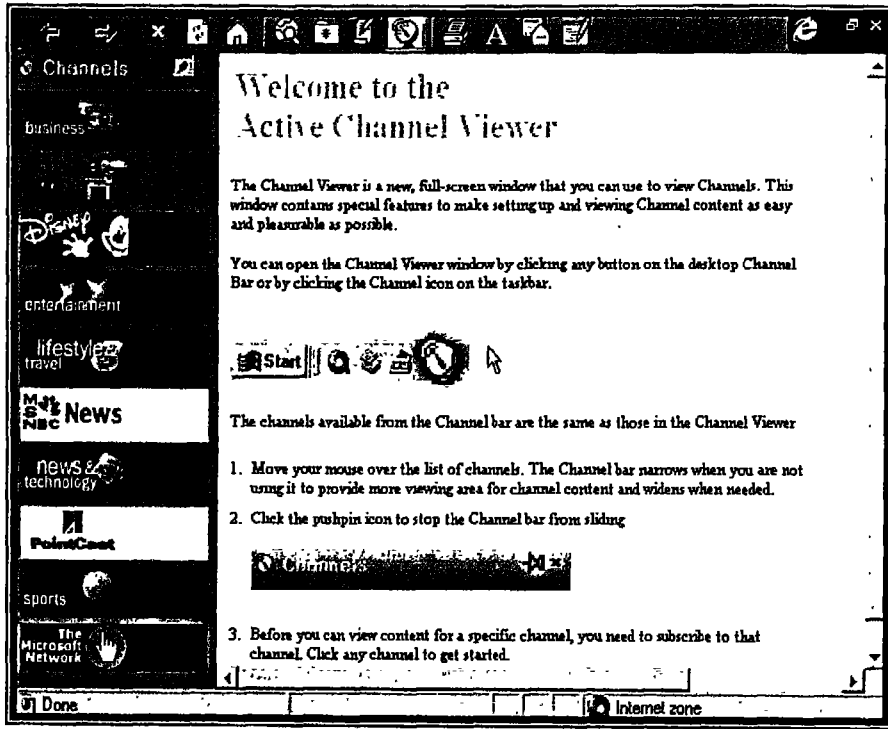 Channels
business
Disney
entertainment
lifestyle
travel
MSNBC News
news &
technology
PointCast
sports
The
Microsoft
Network
Welcome to the
Active Channel Viewer
The Channel Viewer is a new, full-screen window that you can use to view Channels. This
window contains special features to make setting up and viewing Channel content as easy
and pleasurable as possible.
You can open the Channel Viewer window by clicking any button on the desktop Channel
Bar or by clicking the Channel icon on the taskbar.
Start
The channels available from the Channel bar are the same as those in the Channel Viewer
1. Move your mouse over the list of channels. The Channel bar narrows when you are not
using it to provide more viewing area for channel content and widens when needed.
2. Click the pushpin icon to stop the Channel bar from sliding
Channels
3. Before you can view content for a specific channel, you need to subscribe to that
channel. Click any channel to get started.
Done
Internet zone